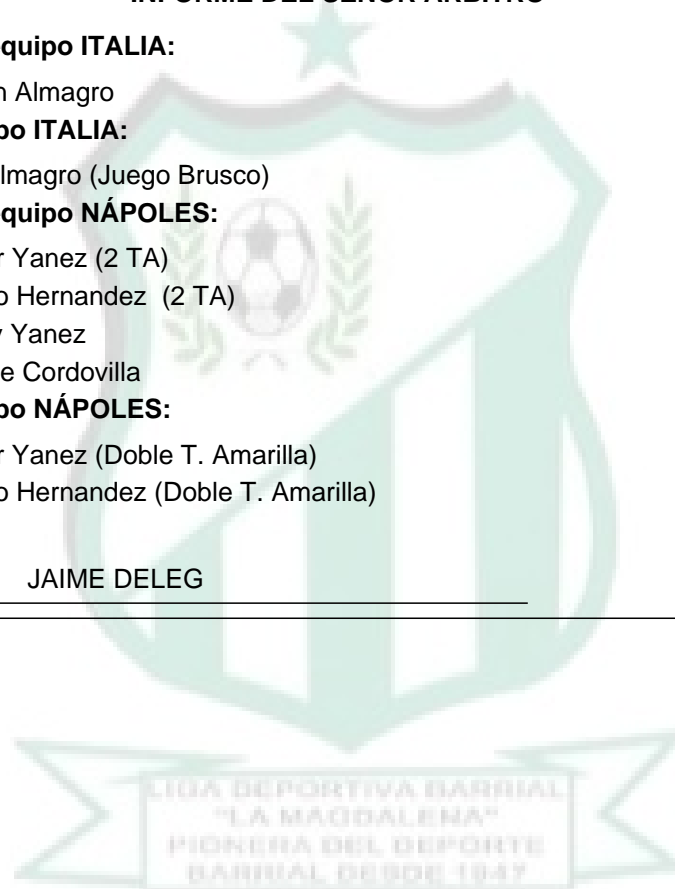 INFORME DEL SEÑOR ÁRBITRO
quipo ITALIA:
n Almagro
po ITALIA:
lmagro (Juego Brusco)
quipo NÁPOLES:
r Yanez (2 TA)
o Hernandez (2 TA)
y Yanez
e Cordovilla
po NÁPOLES:
r Yanez (Doble T. Amarilla)
o Hernandez (Doble T. Amarilla)
JAIME DELEG
LIGA DEPORTIVA BARRIAL
"LA MAGDALENA"
PIONERA DEL DEPORTE
BARRIAL DESDE 1947